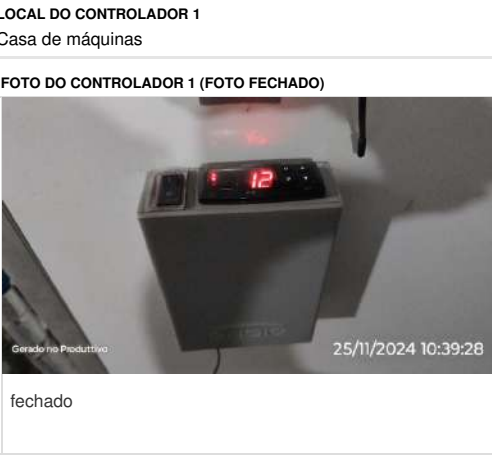 LOCAL DO CONTROLADOR 1
Casa de máquinas
FOTO DO CONTROLADOR 1 (FOTO FECHADO)
12
Gerado no Produttivo
25/11/2024 10:39:28
fechado